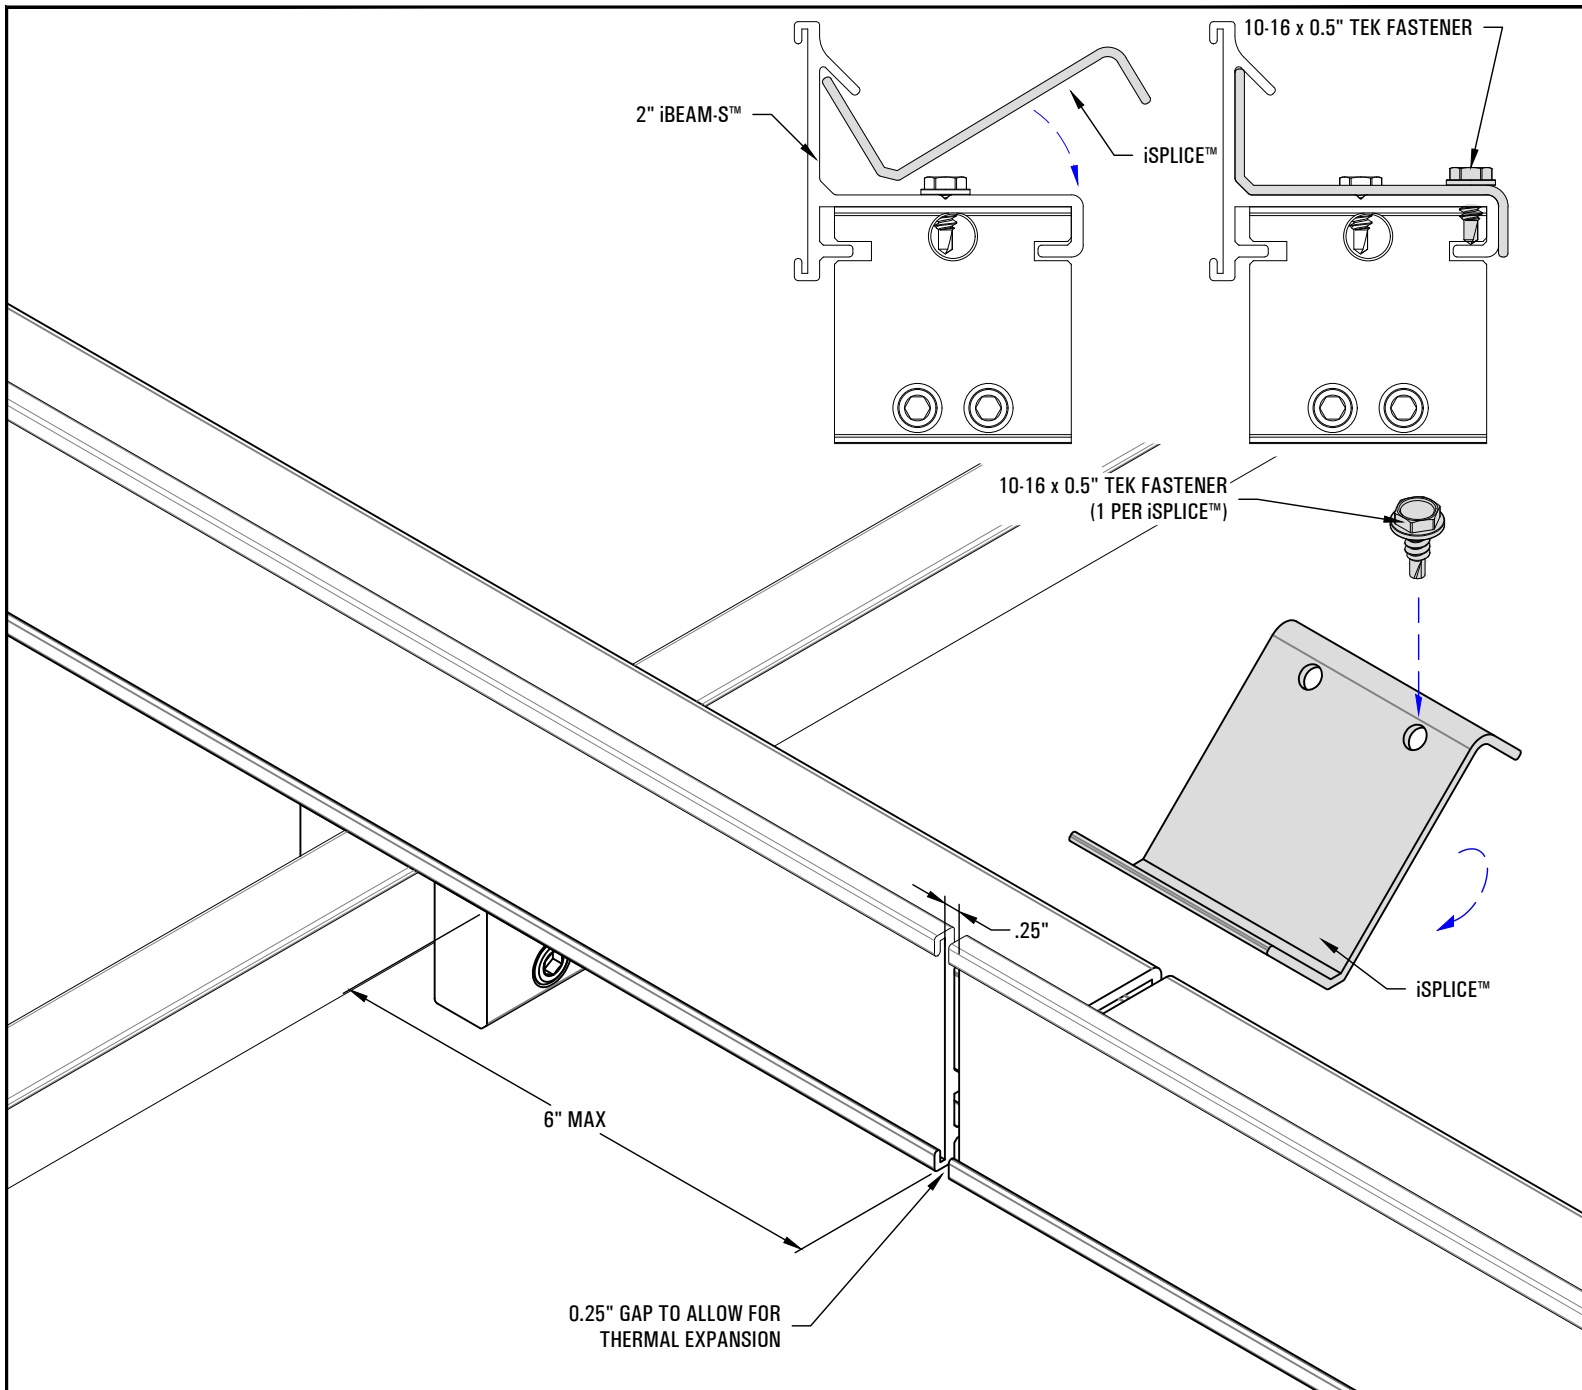 10-16 x 0.5" TEK FASTENER
2" iBEAM-S™
iSPLICE™
10-16 x 0.5" TEK FASTENER
(1 PER iSPLICE™)
.25"
iSPLICE™
6" MAX
0.25" GAP TO ALLOW FOR
THERMAL EXPANSION